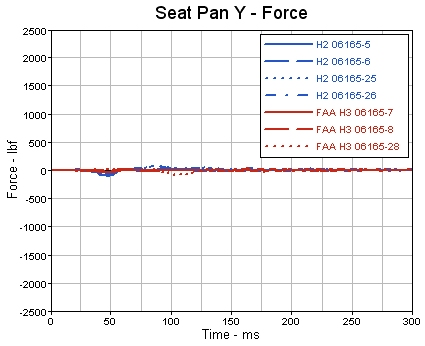 Seat Pan Y - Force
2500
2000
1500
1000
500
0
-500
-1000
-1500
-2000
-2500
Force - lbf
H2 06165-5
H2 06165-6
H2 06165-25
H2 06165-26
FAA H3 06165-7
FAA H3 06165-8
FAA H3 06165-28
0
50
100
150
200
250
300
Time - ms